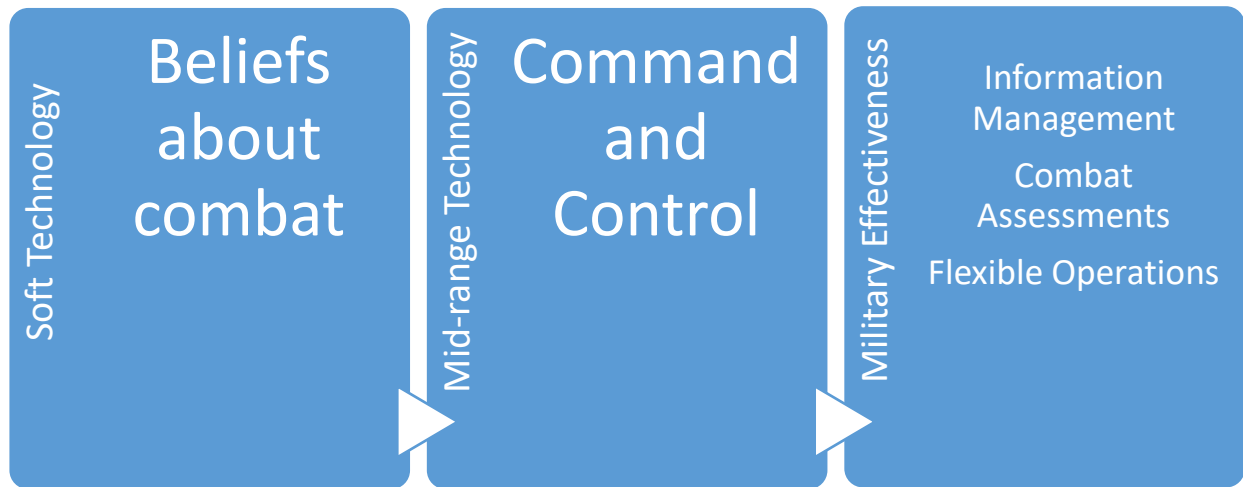 Soft Technology
Beliefs
about
combat
Mid-range Technology
Command
and
Control
Military Effectiveness
Information
Management
Combat
Assessments
Flexible Operations